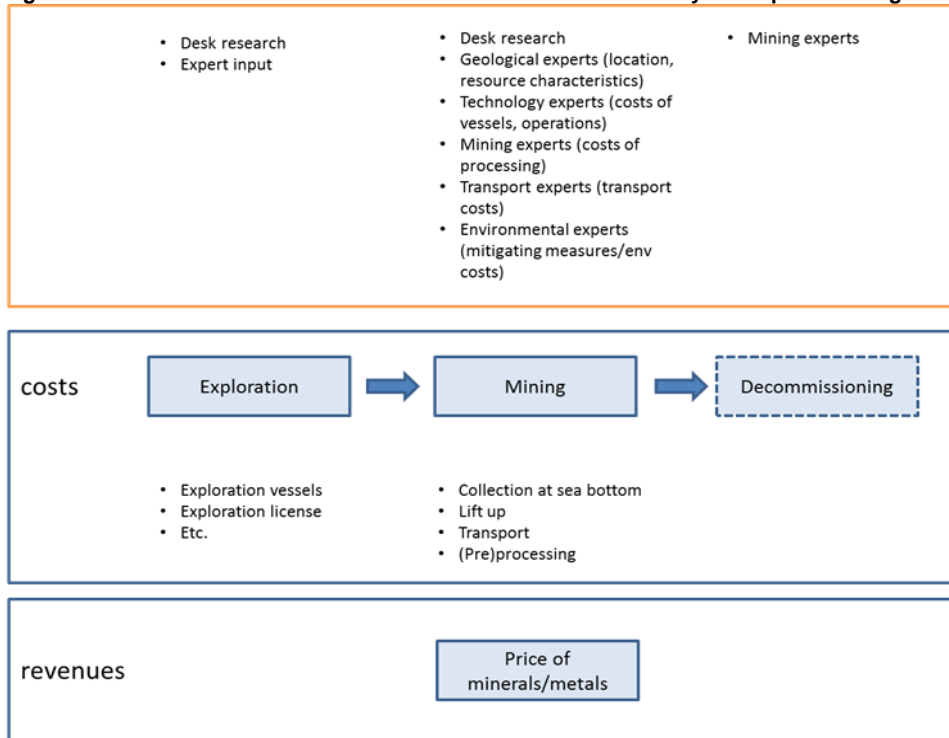 • Desk research
• Expert input
• Desk research
• Geological experts (location,
resource characteristics)
• Technology experts (costs of
vessels, operations)
• Mining experts (costs of
processing)
• Transport experts (transport
costs)
• Environmental experts
(mitigating measures/env
costs)
• Mining experts
costs
Exploration
Mining
Decommissioning
• Exploration vessels
• Exploration license
• Etc.
• Collection at sea bottom
• Lift up
• Transport
• (Pre)processing
revenues
Price of
minerals/metals